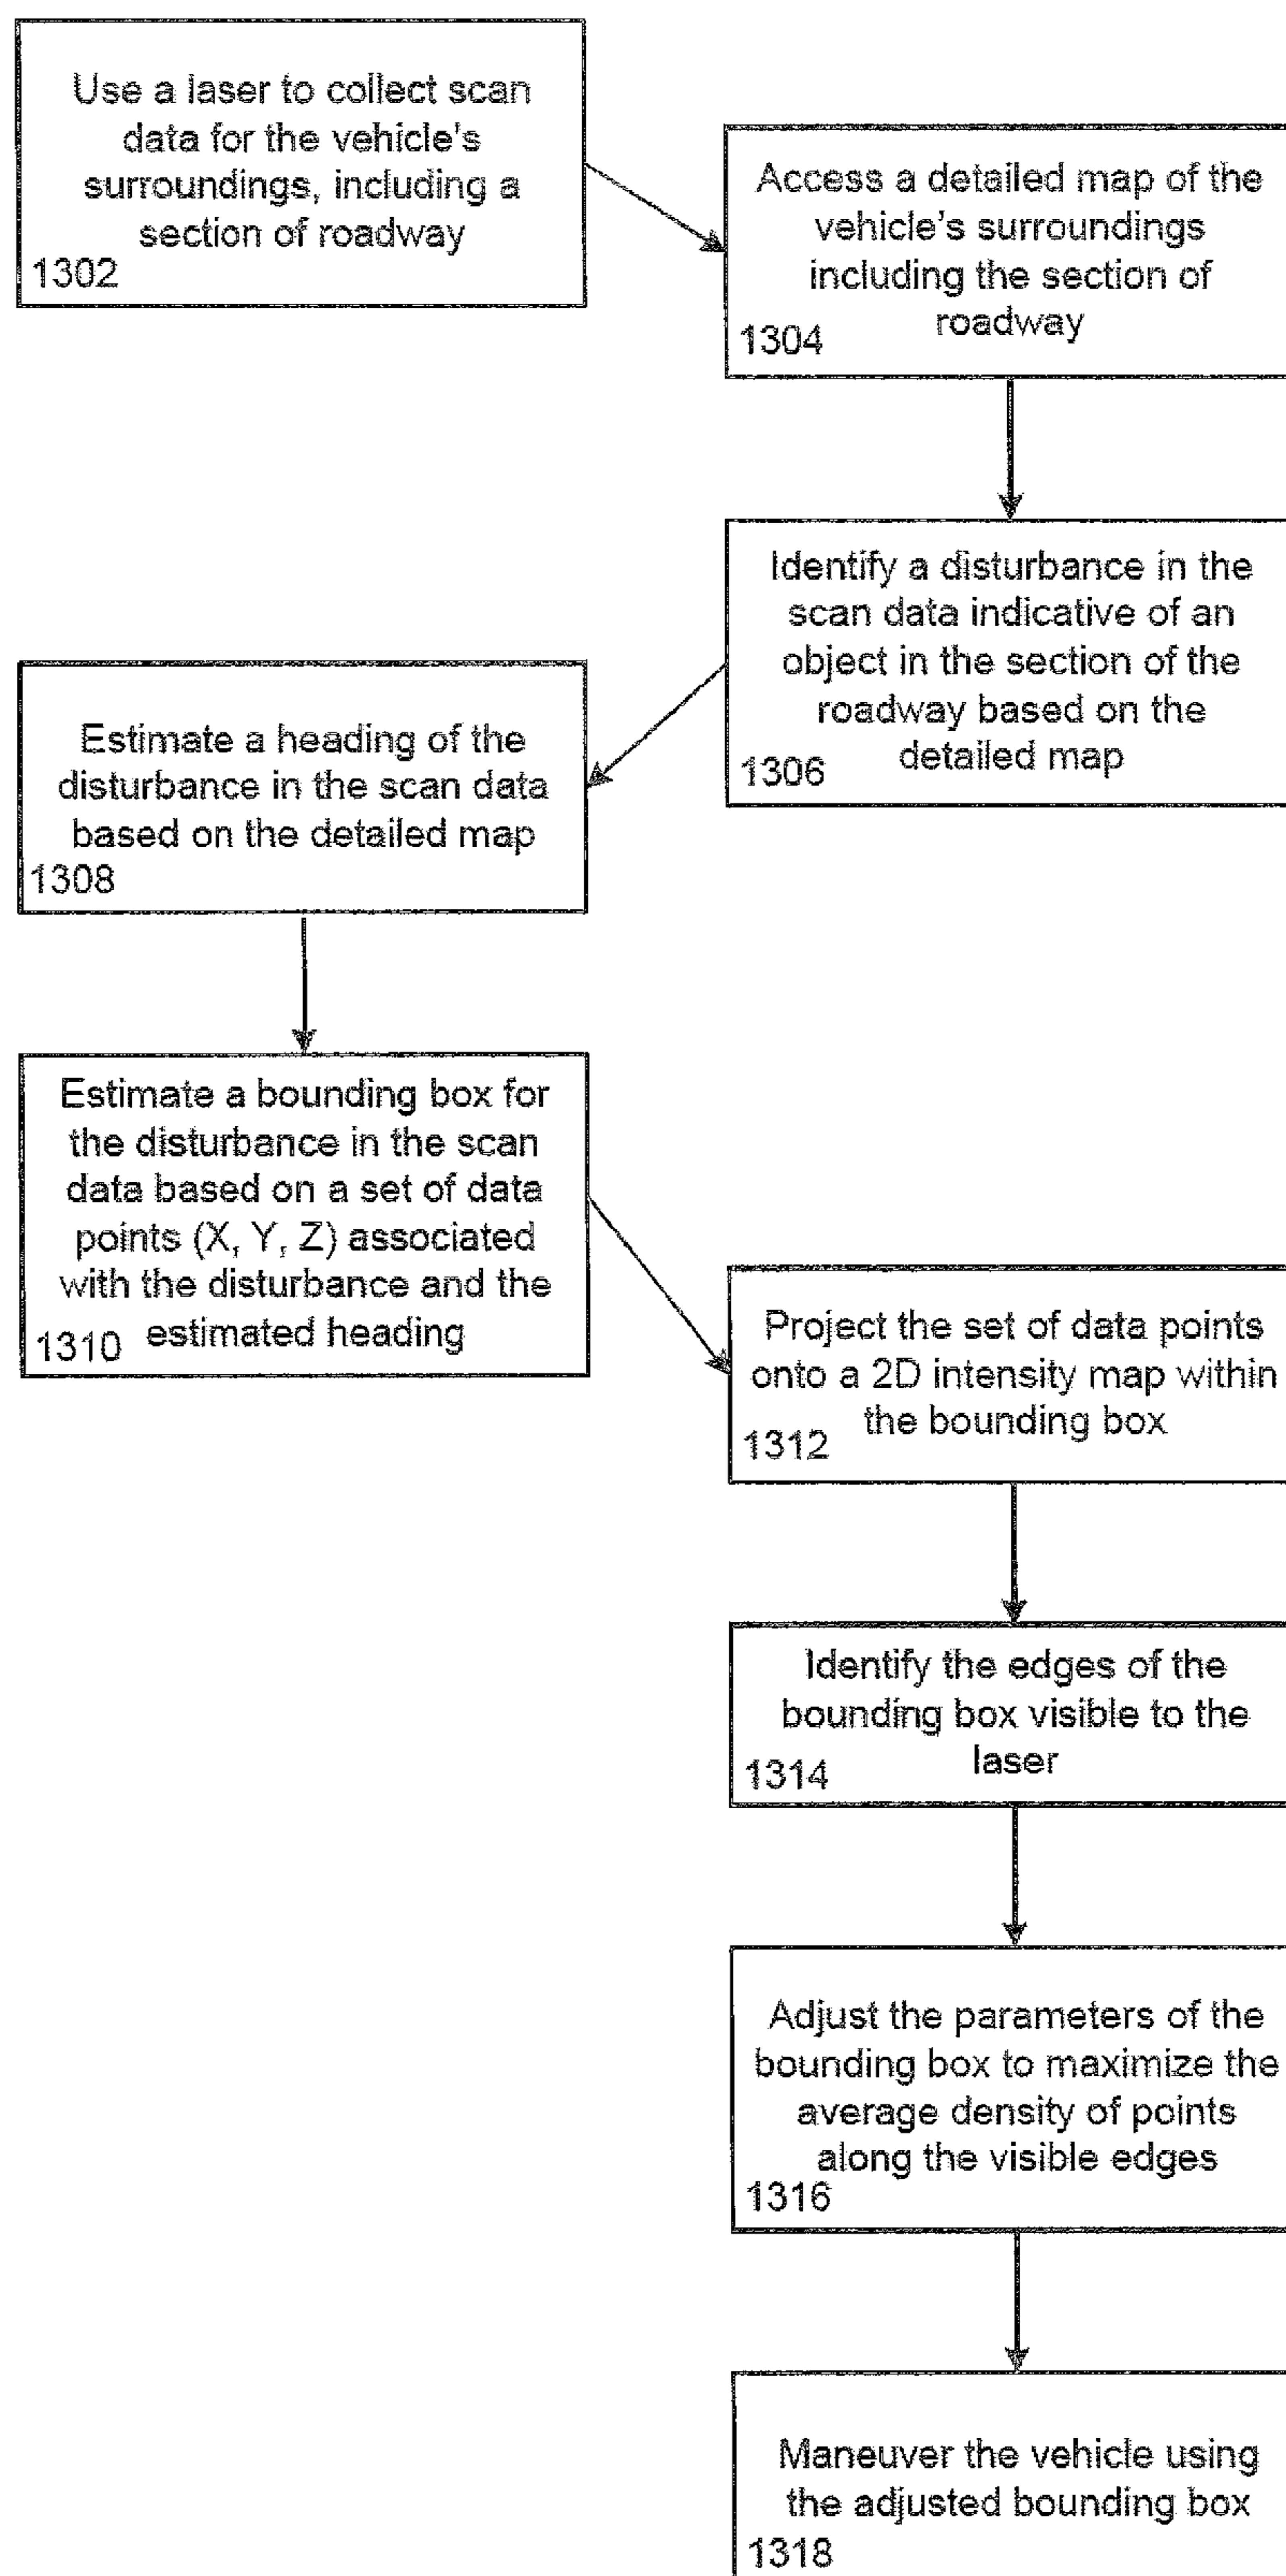 Use a laser to collect scan
data for the vehicle's
surroundings, including a
section of roadway
1302
Access a detailed map of the
vehicle's surroundings
including the section of
roadway
1304
Identify a disturbance in the
scan data indicative of an
object in the section of the
roadway based on the
detailed map
1306
Estimate a heading of the
disturbance in the scan data
based on the detailed map
1308
Estimate a bounding box for
the disturbance in the scan
data based on a set of data
points (X, Y, Z) associated
with the disturbance and the
estimated heading
1310
Project the set of data points
onto a 2D intensity map within
the bounding box
1312
Identify the edges of the
bounding box visible to the
laser
1314
Adjust the parameters of the
bounding box to maximize the
average density of points
along the visible edges
1316
Maneuver the vehicle using
the adjusted bounding box
1318